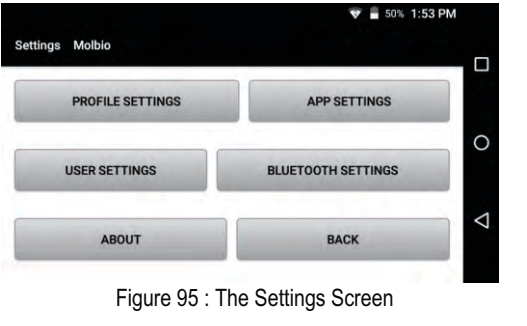 50% 1:53 PM
Settings Molbio
PROFILE SETTINGS APP SETTINGS
USER SETTINGS BLUETOOTH SETTINGS
ABOUT BACK
Figure 95 : The Settings Screen